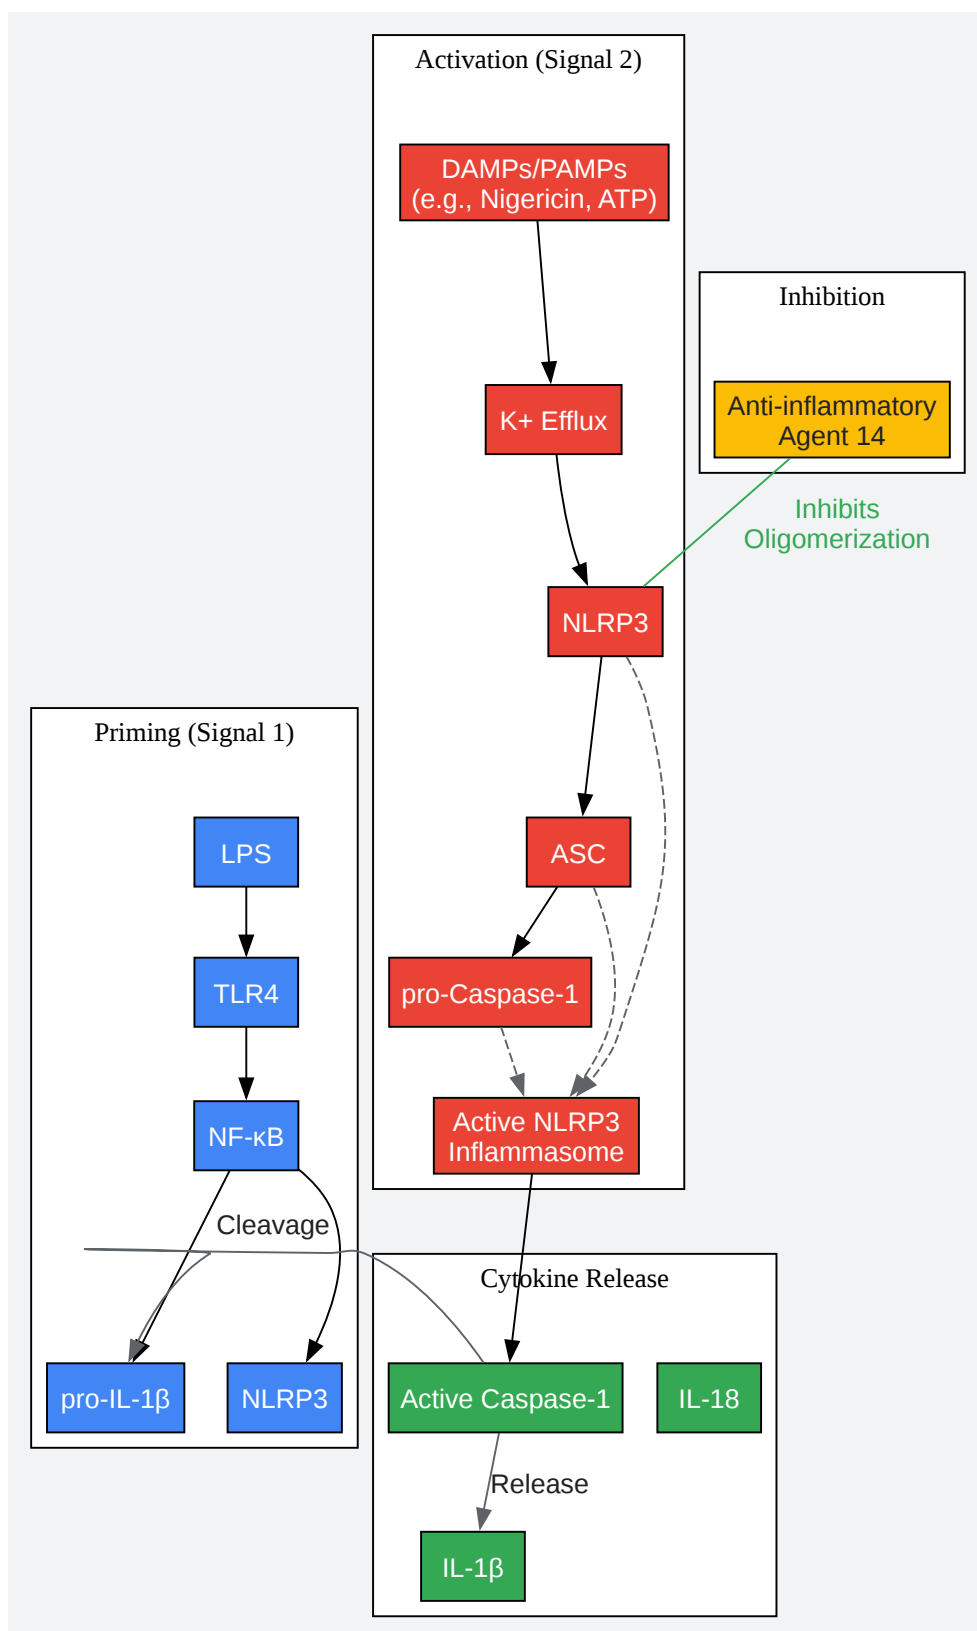 Activation (Signal 2)
DAMPs/PAMPs
(e.g., Nigericin, ATP)
Inhibition
Anti-inflammatory
Agent 14
K+ Efflux
Inhibits
Oligomerization
NLRP3
Priming (Signal 1)
LPS
ASC
TLR4
pro-Caspase-1
NF-κB
Active NLRP3
Inflammasome
Cleavage
Cytokine Release
pro-IL-1β
NLRP3
Active Caspase-1
IL-18
Release
IL-1β